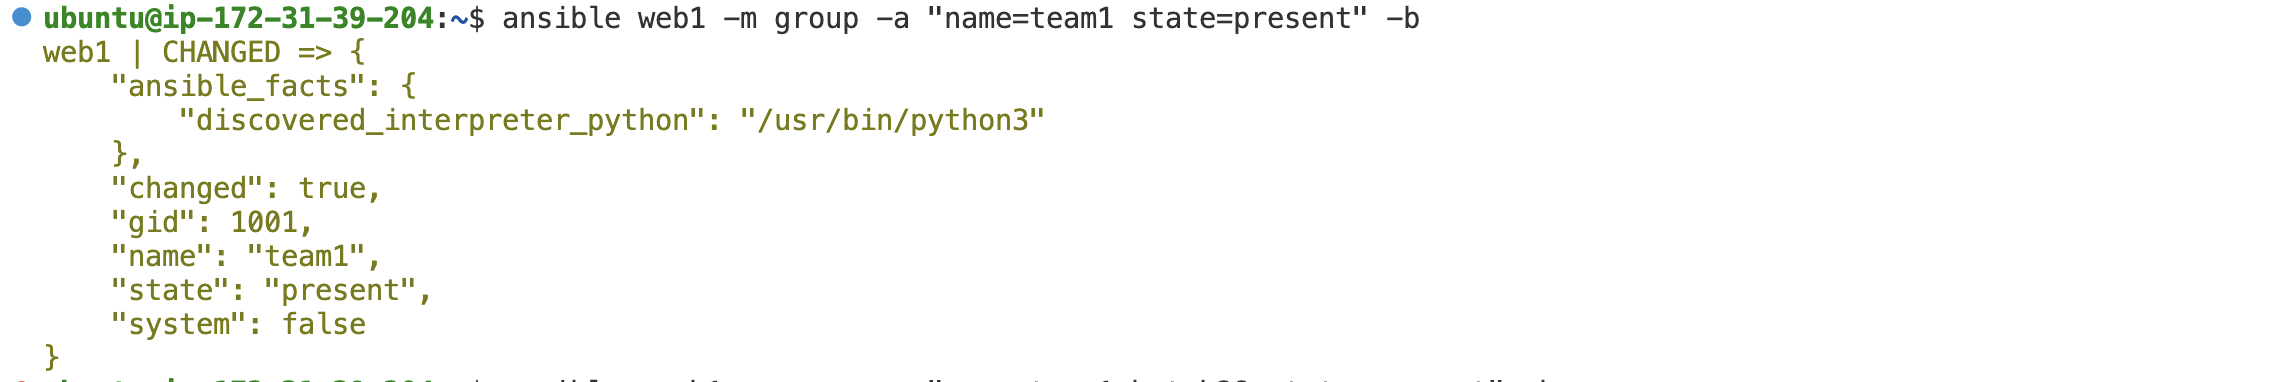 ubuntu@ip-172-31-39-204:~$ ansible web1 -m group -a "name=team1 state=present" -b
web1 | CHANGED => {
    "ansible_facts": {
        "discovered_interpreter_python": "/usr/bin/python3"
    },
    "changed": true,
    "gid": 1001,
    "name": "team1",
    "state": "present",
    "system": false
}